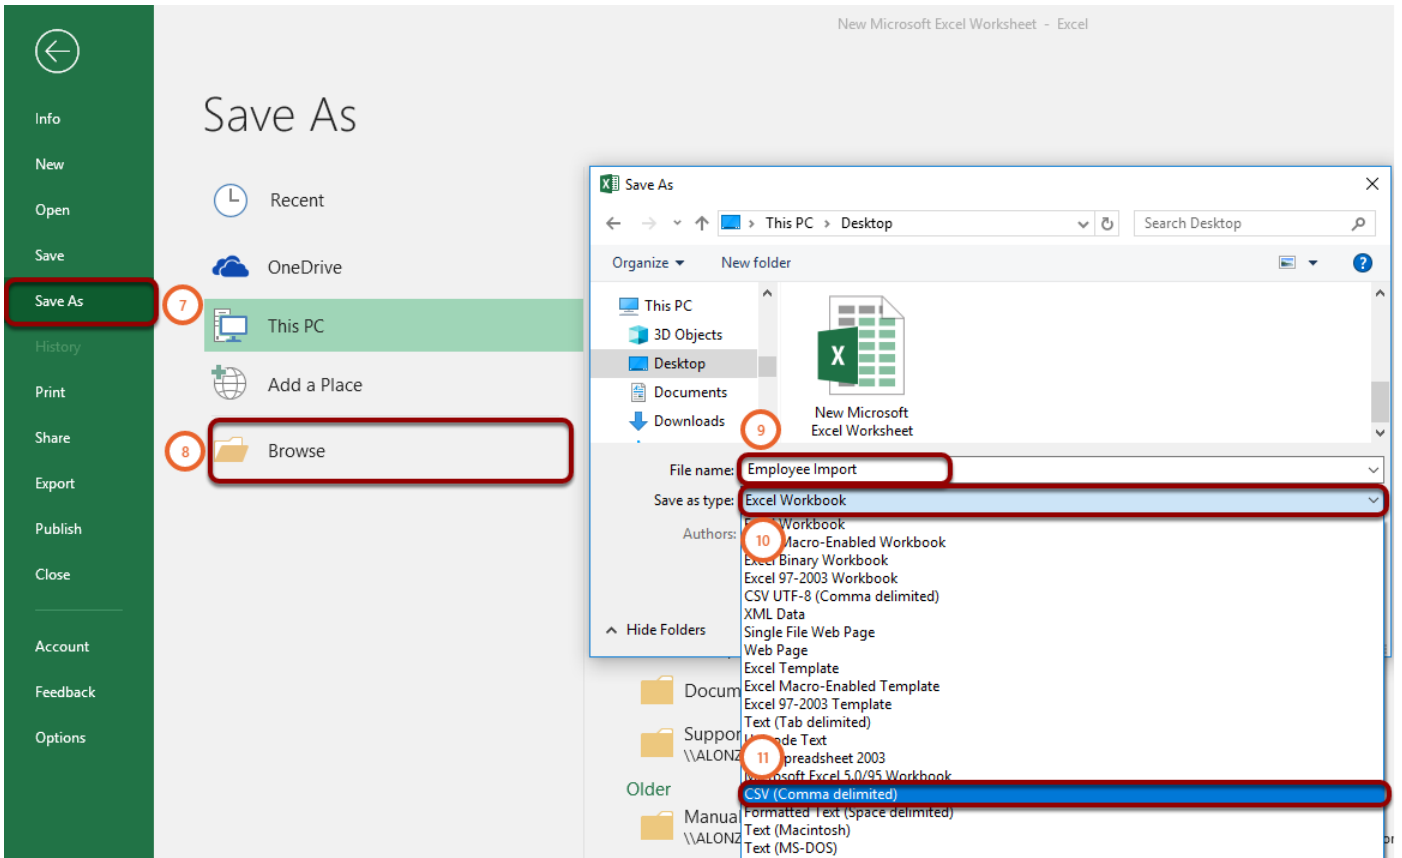 New Microsoft Excel Worksheet - Excel
Info
New
Open
Save
Save As
History
Print
Share
Export
Publish
Close
Account
Feedback
Options
Save As
Recent
OneDrive
7
This PC
Add a Place
8
Browse
Save As
This PC > Desktop
Search Desktop
Organize
New folder
?
This PC
3D Objects
Desktop
Documents
Downloads
X
New Microsoft
Excel Worksheet
9
File name: Employee Import
Save as type: Excel Workbook
Authors:
10
Workbook
Macro-Enabled Workbook
Excel Binary Workbook
Excel 97-2003 Workbook
CSV UTF-8 (Comma delimited)
XML Data
Single File Web Page
Web Page
Excel Template
Excel Macro-Enabled Template
Excel 97-2003 Template
Text (Tab delimited)
ode Text
11
preadsheet 2003
Microsoft Excel 5.0/95 Workbook
CSV (Comma delimited)
Formatted Text (Space delimited)
Text (Macintosh)
Text (MS-DOS)
Hide Folders
Docum
Suppor
\\ALONZ
Older
Manua
\\ALONZ